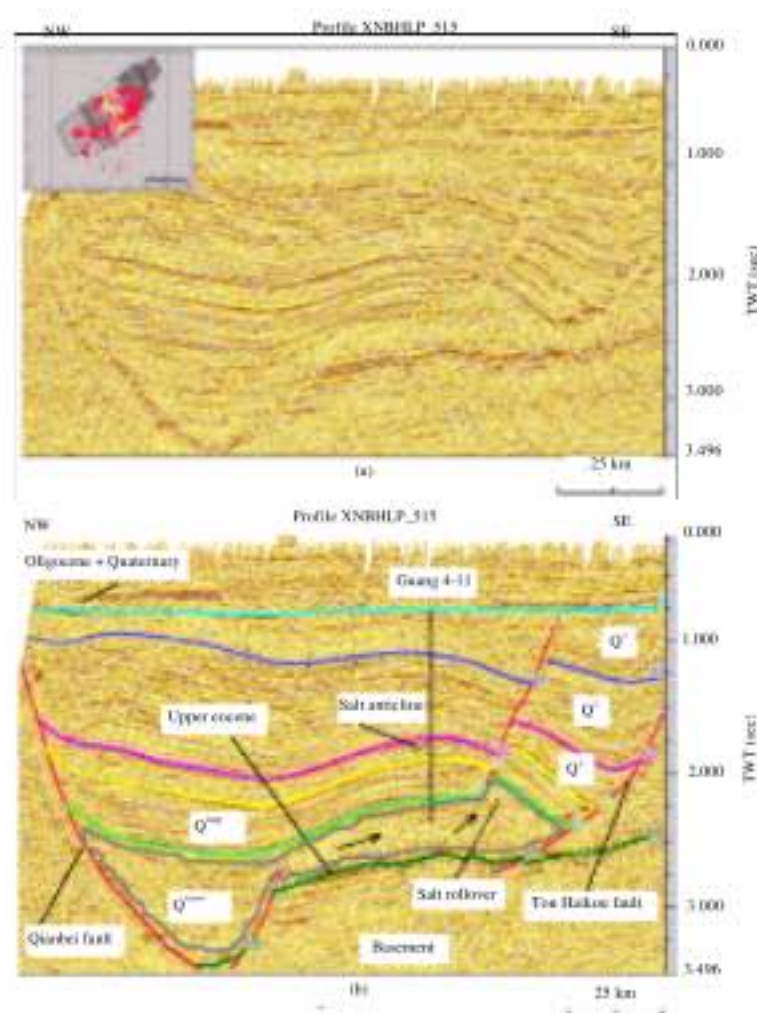 Profile XNBHLP_515
NW
SE
0.000
1.000
2.000
3.000
3.496
TWT (sec)
25 km
(a)
Profile XNBHLP_515
NW
SE
0.000
Oligocene + Quaternary
Guang 4-11
1.000
Upper eocene
Salt anticline
2.000
TWT (sec)
Salt rollover
Tou Haikou fault
3.000
Qianbei fault
Basement
3.496
(b)
25 km